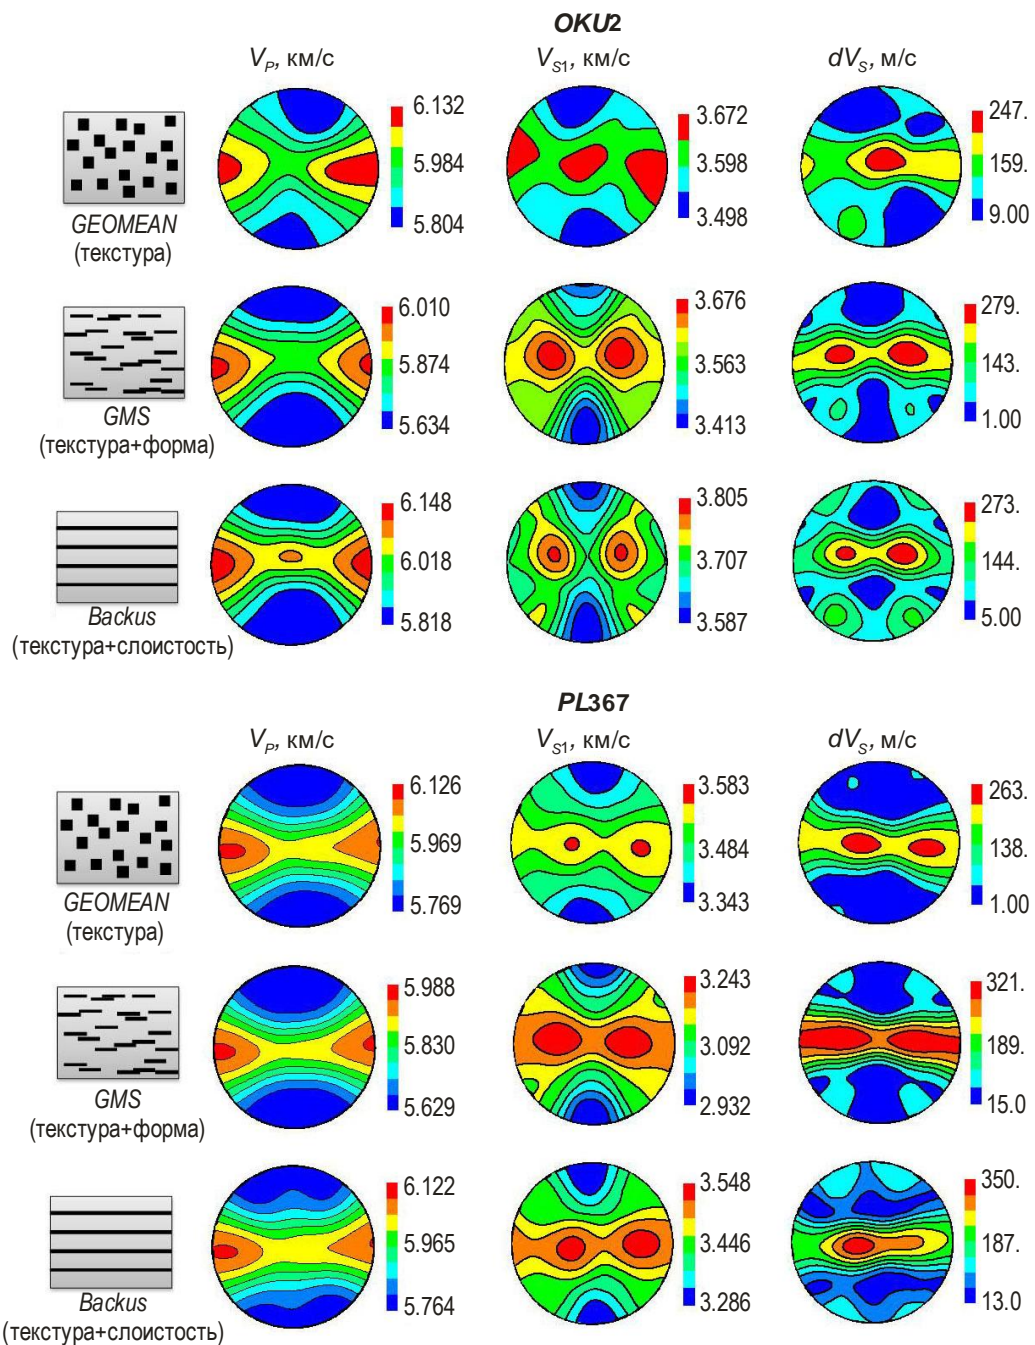 OKU2
V_P, км/с V_S1, км/с dV_S, м/с
6.132 3.672 247.
5.984 3.598 159.
5.804 3.498 9.00
GEOMEAN
(текстура)
6.010 3.676 279.
5.874 3.563 143.
5.634 3.413 1.00
GMS
(текстура+форма)
6.148 3.805 273.
6.018 3.707 144.
5.818 3.587 5.00
Backus
(текстура+слоистость)
PL367
V_P, км/с V_S1, км/с dV_S, м/с
6.126 3.583 263.
5.969 3.484 138.
5.769 3.343 1.00
GEOMEAN
(текстура)
5.988 3.243 321.
5.830 3.092 189.
5.629 2.932 15.0
GMS
(текстура+форма)
6.122 3.548 350.
5.965 3.446 187.
5.764 3.286 13.0
Backus
(текстура+слоистость)